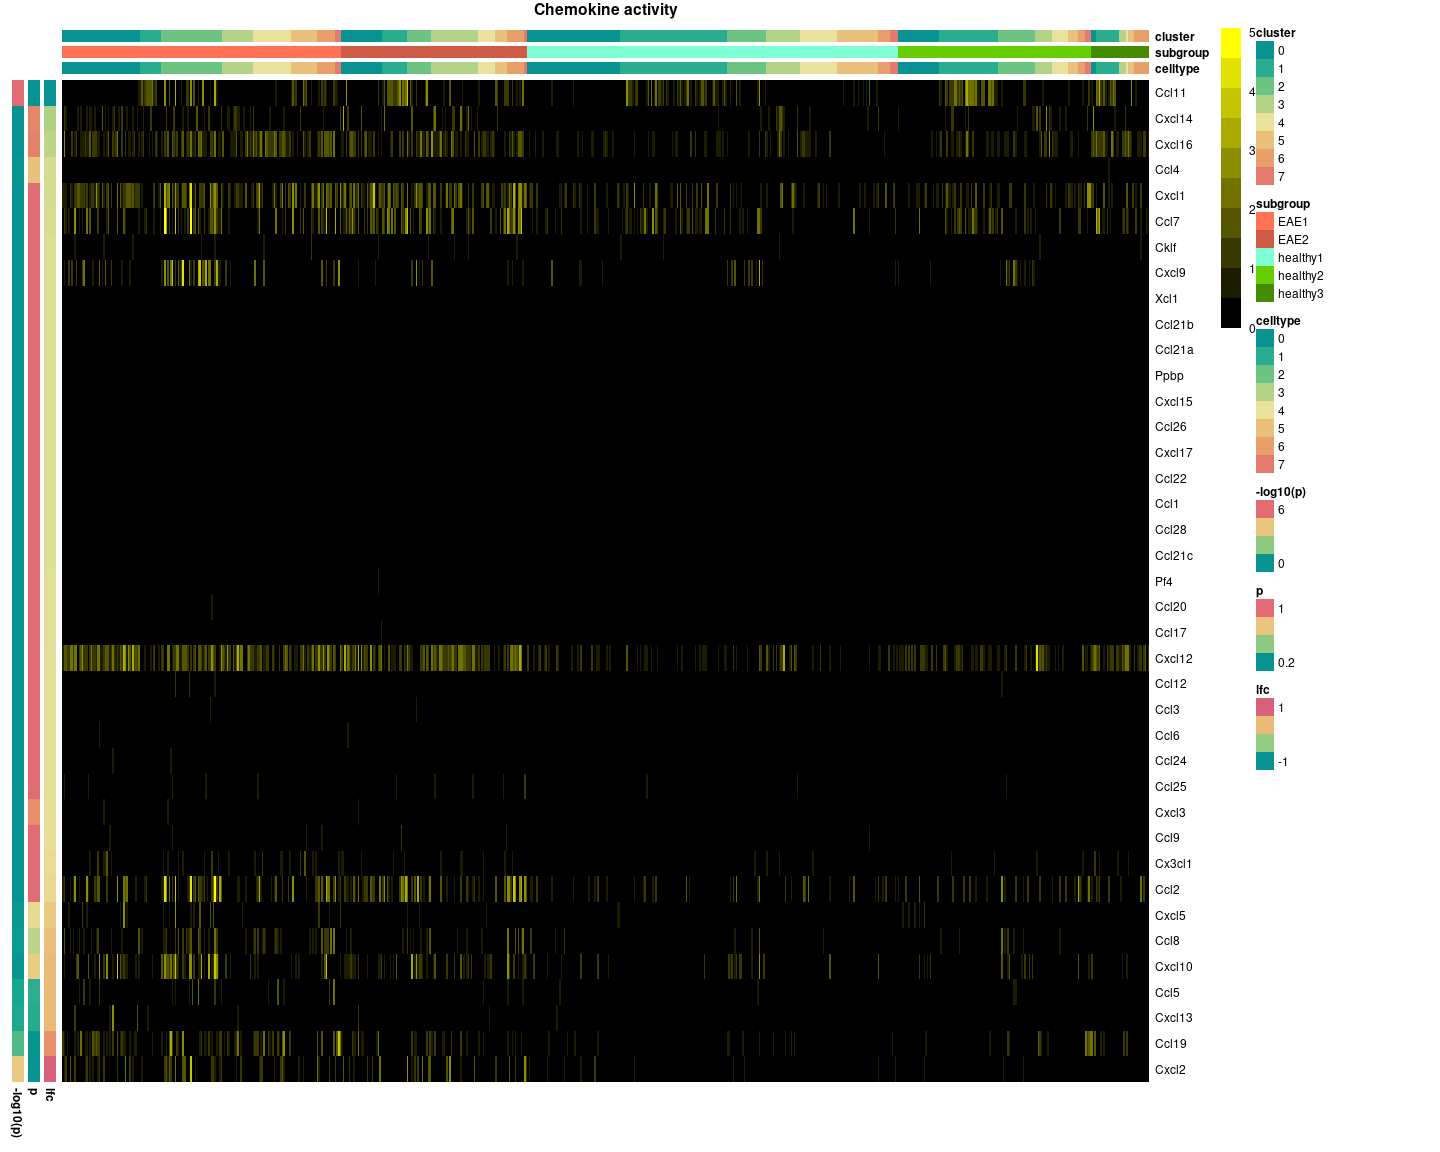 Chemokine activity
cluster
subgroup
celltype
Ccl11
Cxcl14
Cxcl16
Ccl4
Cxcl1
Ccl7
Cklf
Cxcl9
Xcl1
Ccl21b
Ccl21a
Ppbp
Cxcl15
Ccl26
Cxcl17
Ccl22
Ccl1
Ccl28
Ccl21c
Pf4
Ccl20
Ccl17
Cxcl12
Ccl12
Ccl3
Ccl6
Ccl24
Ccl25
Cxcl3
Ccl9
Cx3cl1
Ccl2
Cxcl5
Ccl8
Cxcl10
Ccl5
Cxcl13
Ccl19
Cxcl2
-log10(p)
p
lfc
5
4
3
2
1
0
cluster
0
1
2
3
4
5
6
7
subgroup
EAE1
EAE2
healthy1
healthy2
healthy3
celltype
0
1
2
3
4
5
6
7
-log10(p)
6
0
p
1
0.2
lfc
1
-1